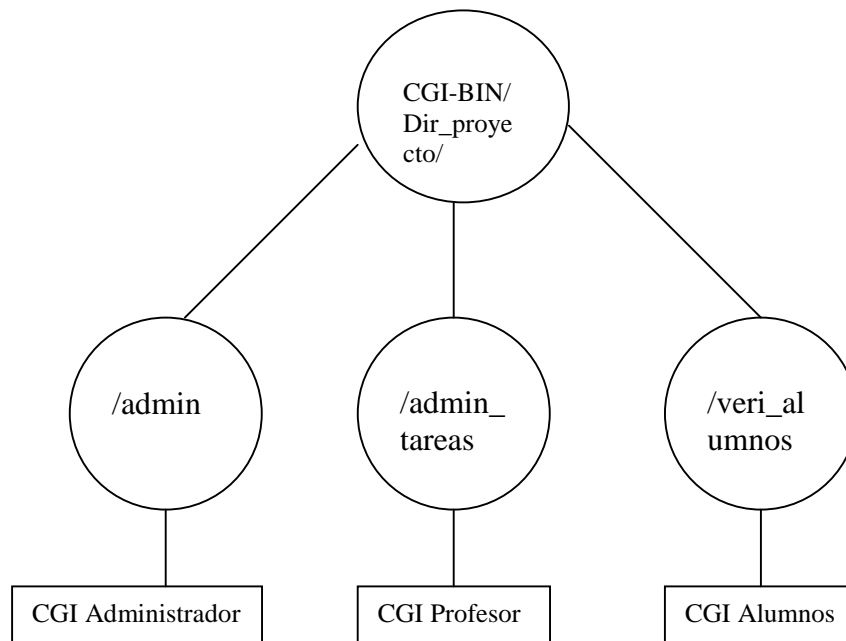 CGI-BIN/
Dir_proye
cto/
/admin
/admin_
tareas
/veri_al
umnos
CGI Administrador
CGI Profesor
CGI Alumnos